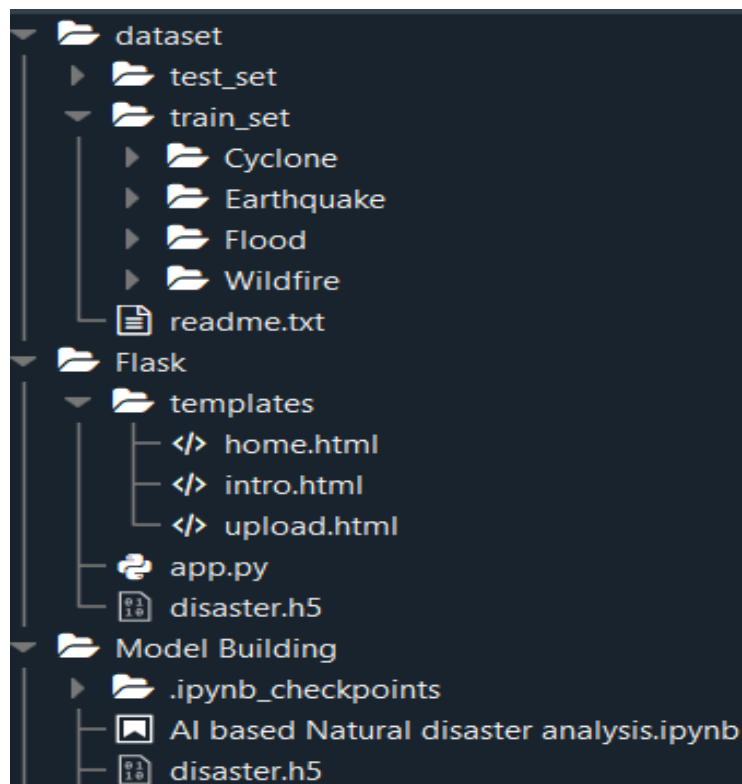 dataset
test_set
train_set
Cyclone
Earthquake
Flood
Wildfire
readme.txt
Flask
templates
</> home.html
</> intro.html
</> upload.html
app.py
disaster.h5
Model Building
.ipynb_checkpoints
AI based Natural disaster analysis.ipynb
disaster.h5